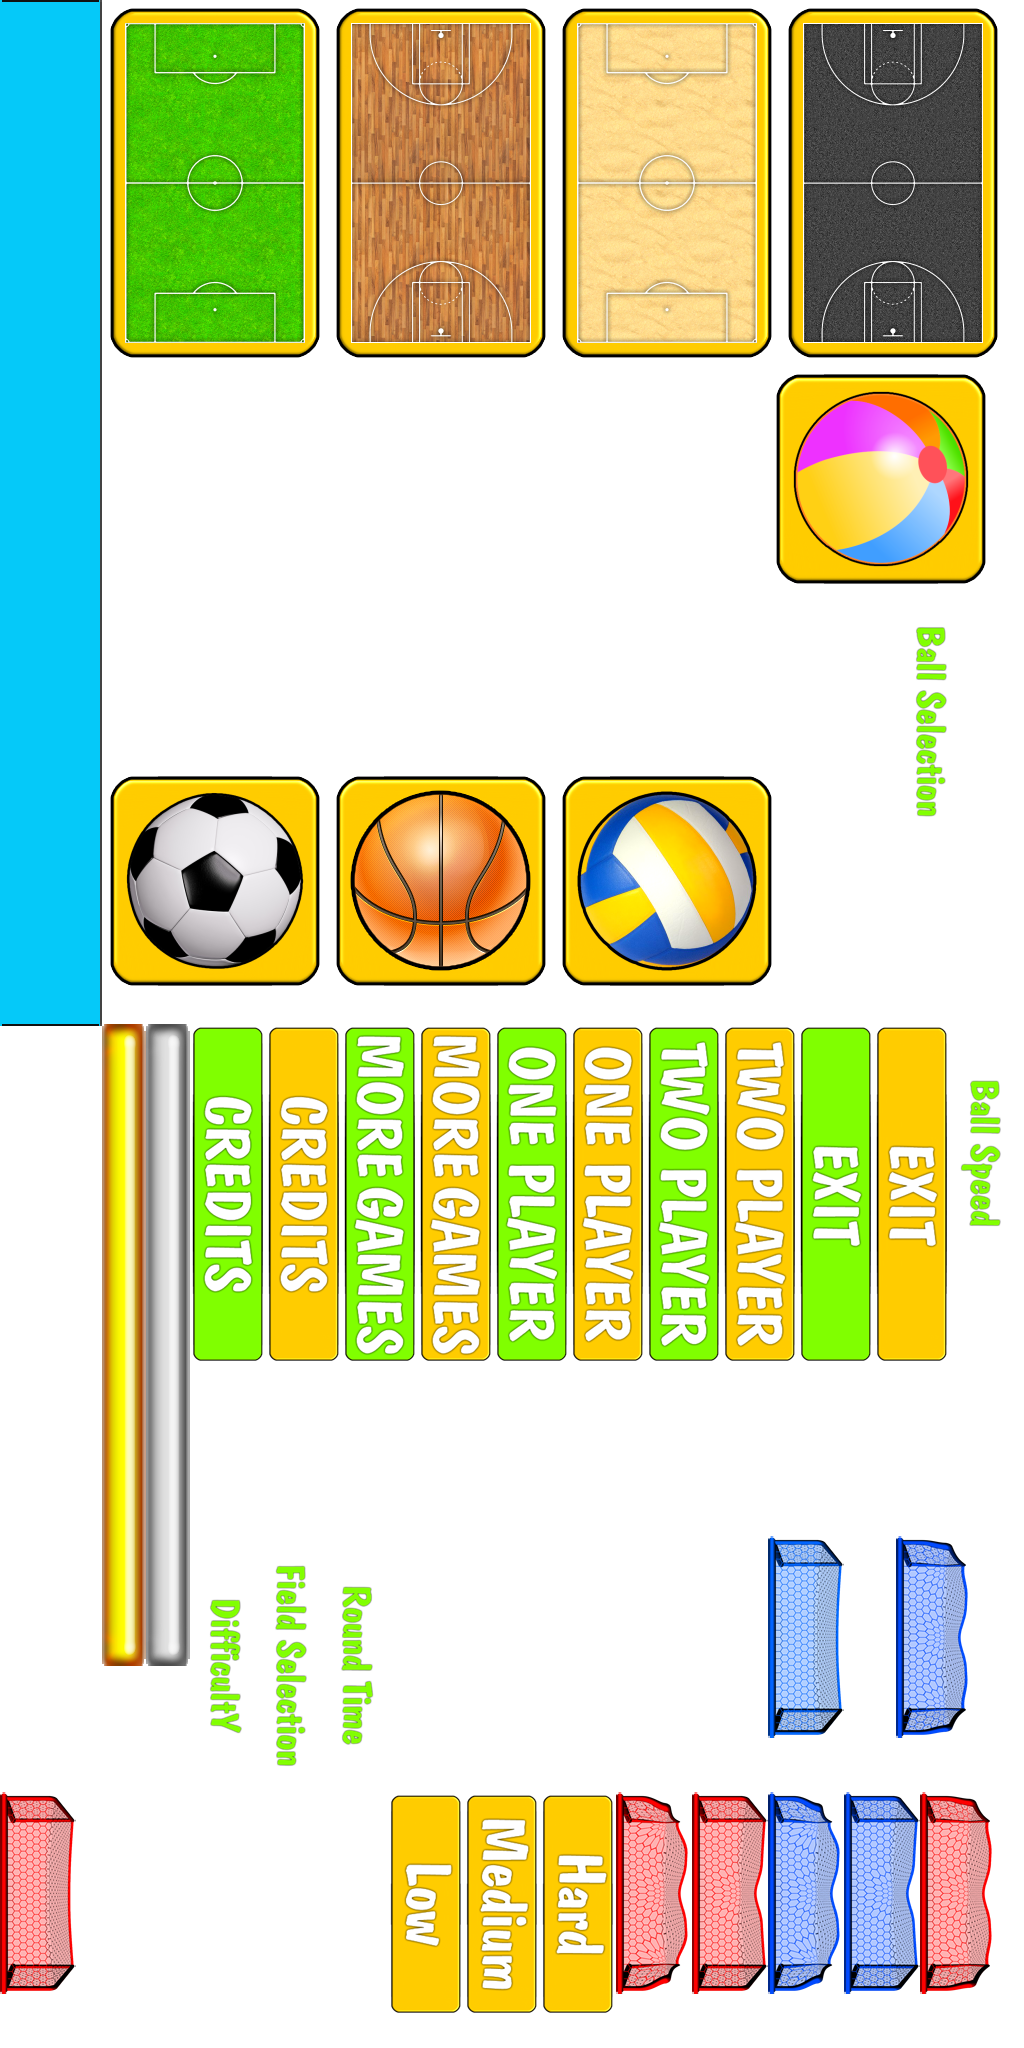 Ball Selection
CREDITS
CREDITS
MORE GAMES
MORE GAMES
ONE PLAYER
ONE PLAYER
TWO PLAYER
TWO PLAYER
EXIT
EXIT
Ball Speed
Difficulty
Field Selection
Round Time
Low
Medium
Hard